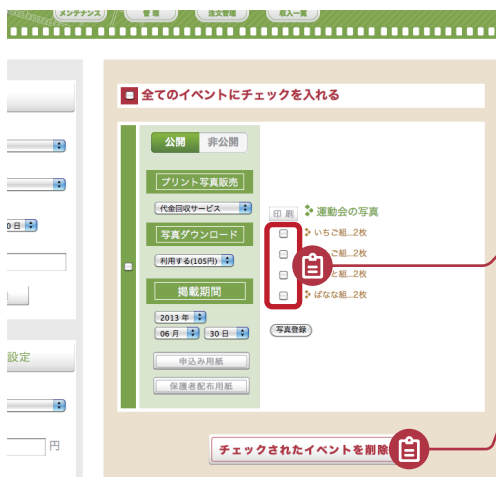 メンテナンス
管 理
注文管理
収入一覧
全てのイベントにチェックを入れる
公開
非公開
プリント写真販売
代金回収サービス
写真ダウンロード
利用する(105円)
掲載期間
2013 年
06 月
30 日
申込み用紙
保護者配布用紙
印 刷
運動会の写真
いちご組...2枚
ご組...2枚
と組...2枚
ばなな組...2枚
写真登録
0 日
設定
円
チェックされたイベントを削除